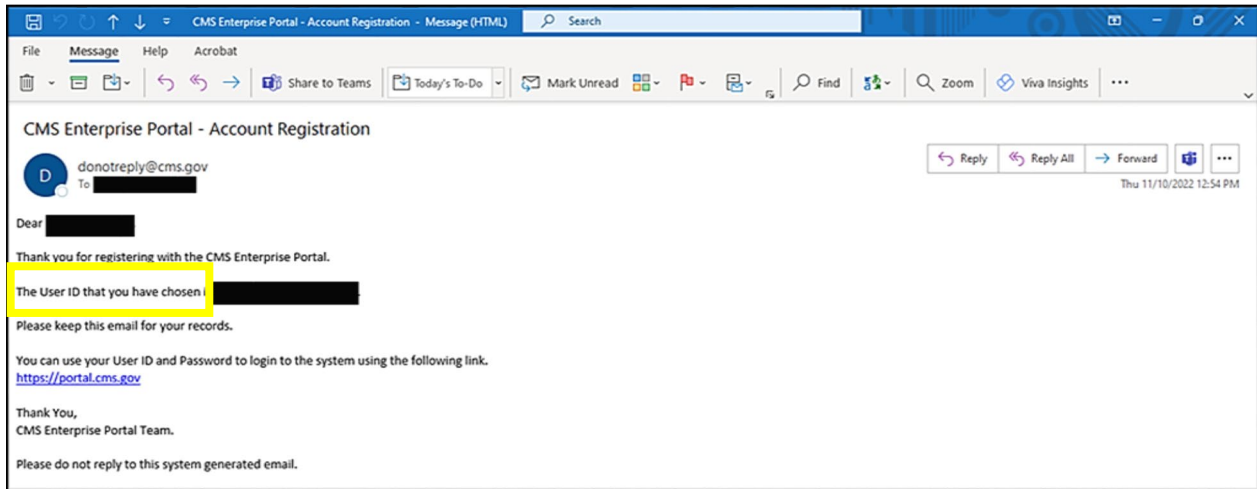 CMS Enterprise Portal - Account Registration - Message (HTML)
Search
File Message Help Acrobat
Share to Teams Today's To-Do Mark Unread Find Zoom Viva Insights
CMS Enterprise Portal - Account Registration
D
donotreply@cms.gov
To
Reply Reply All Forward
Thu 11/10/2022 12:54 PM
Dear
Thank you for registering with the CMS Enterprise Portal.
The User ID that you have chosen
Please keep this email for your records.
You can use your User ID and Password to login to the system using the following link.
https://portal.cms.gov
Thank You,
CMS Enterprise Portal Team.
Please do not reply to this system generated email.